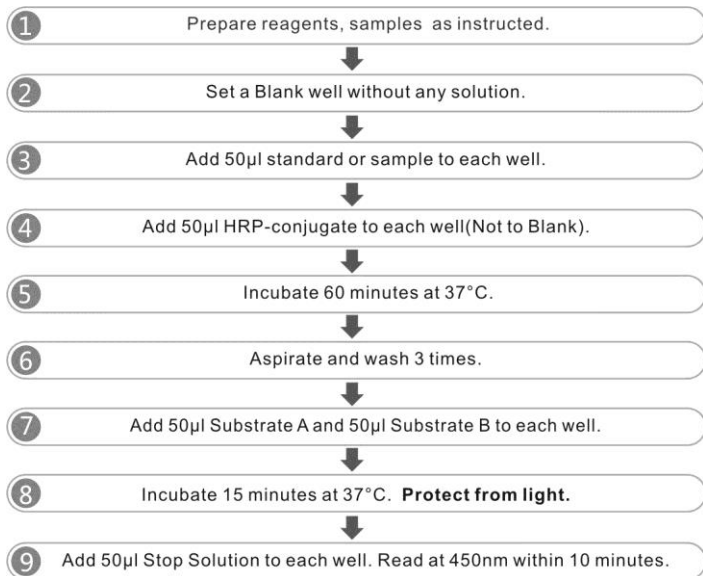 1 Prepare reagents, samples as instructed.
2 Set a Blank well without any solution.
3 Add 50µl standard or sample to each well.
4 Add 50µl HRP-conjugate to each well(Not to Blank).
5 Incubate 60 minutes at 37°C.
6 Aspirate and wash 3 times.
7 Add 50µl Substrate A and 50µl Substrate B to each well.
8 Incubate 15 minutes at 37°C. Protect from light.
9 Add 50µl Stop Solution to each well. Read at 450nm within 10 minutes.